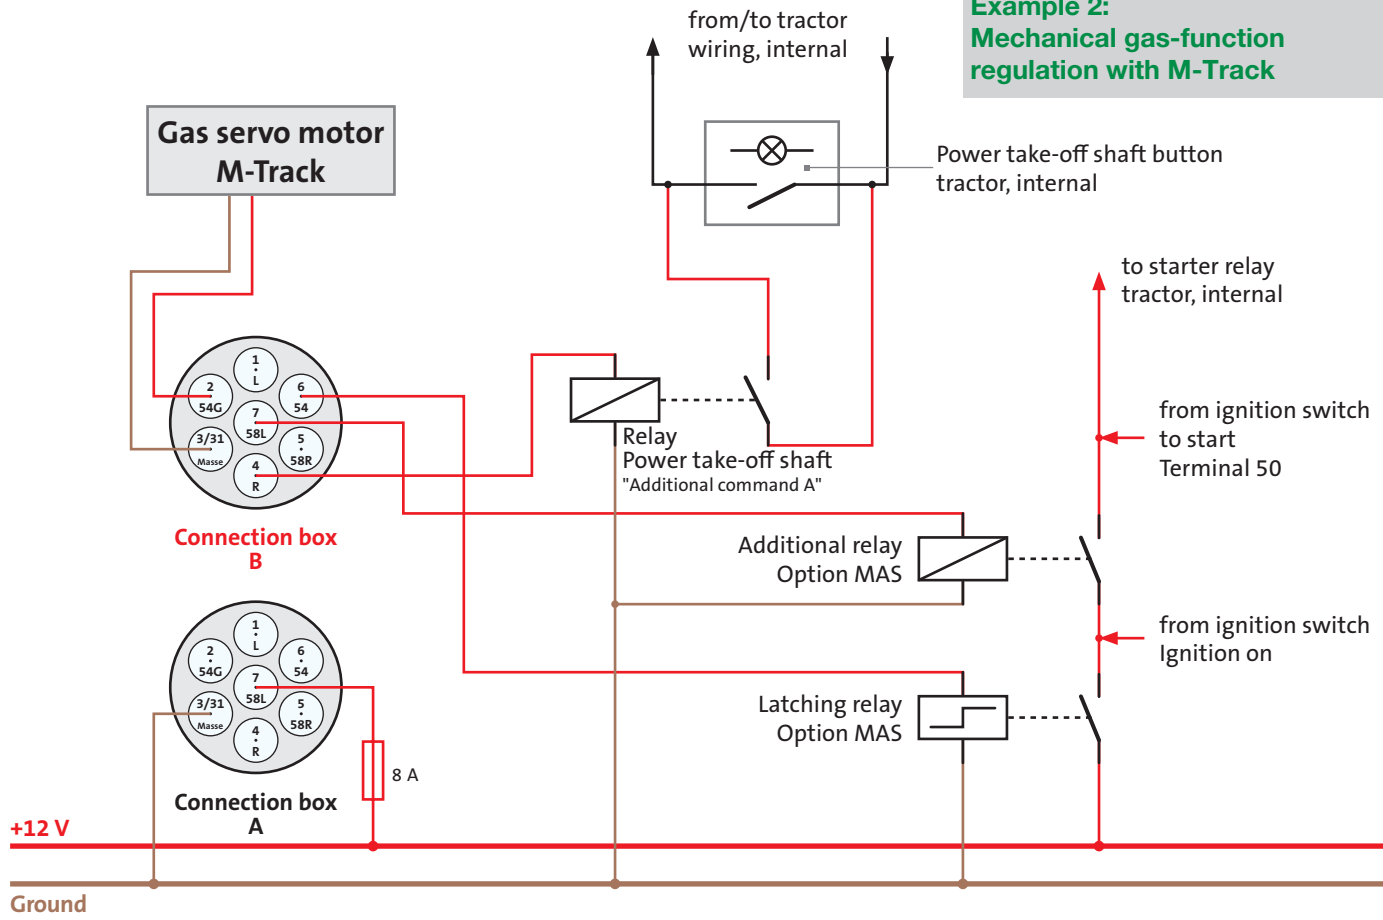 from/to tractor
wiring, internal
Example 2:
Mechanical gas-function
regulation with M-Track
Gas servo motor
M-Track
Power take-off shaft button
tractor, internal
to starter relay
tractor, internal
1
L
2
54G
6
54
7
58L
3/31
Masse
5
58R
4
R
Connection box
B
Relay
Power take-off shaft
"Additional command A"
from ignition switch
to start
Terminal 50
Additional relay
Option MAS
from ignition switch
Ignition on
1
L
2
54G
6
54
7
58L
3/31
Masse
5
58R
4
R
Latching relay
Option MAS
8 A
Connection box
A
+12 V
Ground